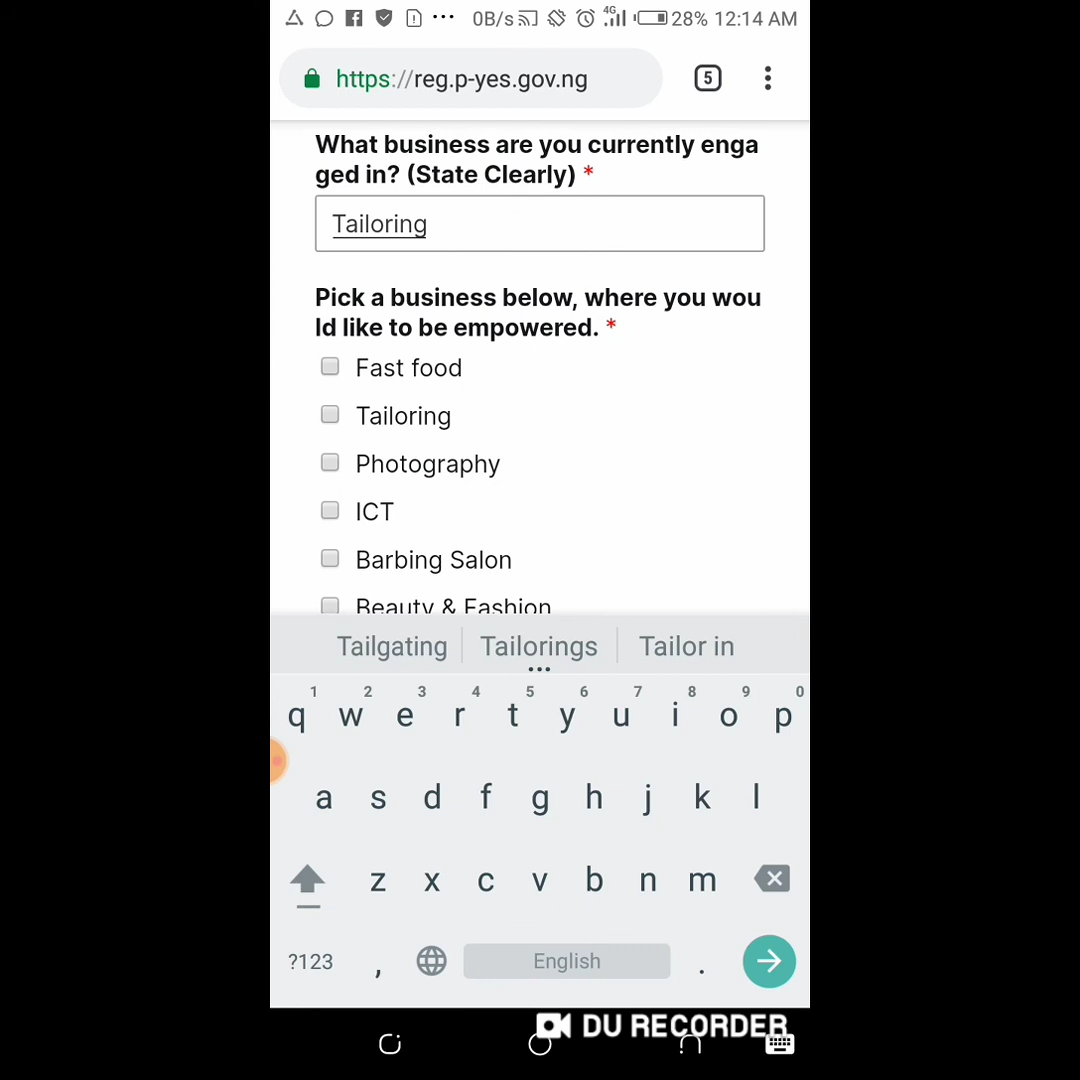 0B/s 4G 28% 12:14 AM
https://reg.p-yes.gov.ng 5
What business are you currently enga
ged in? (State Clearly) *
Tailoring
Pick a business below, where you wou
ld like to be empowered. *
Fast food
Tailoring
Photography
ICT
Barbing Salon
Beauty & Fashion
Tailgating Tailorings Tailor in
1 2 3 4 5 6 7 8 9 0
q w e r t y u i o p
a s d f g h j k l
z x c v b n m
?123 , English .
DU RECORDER